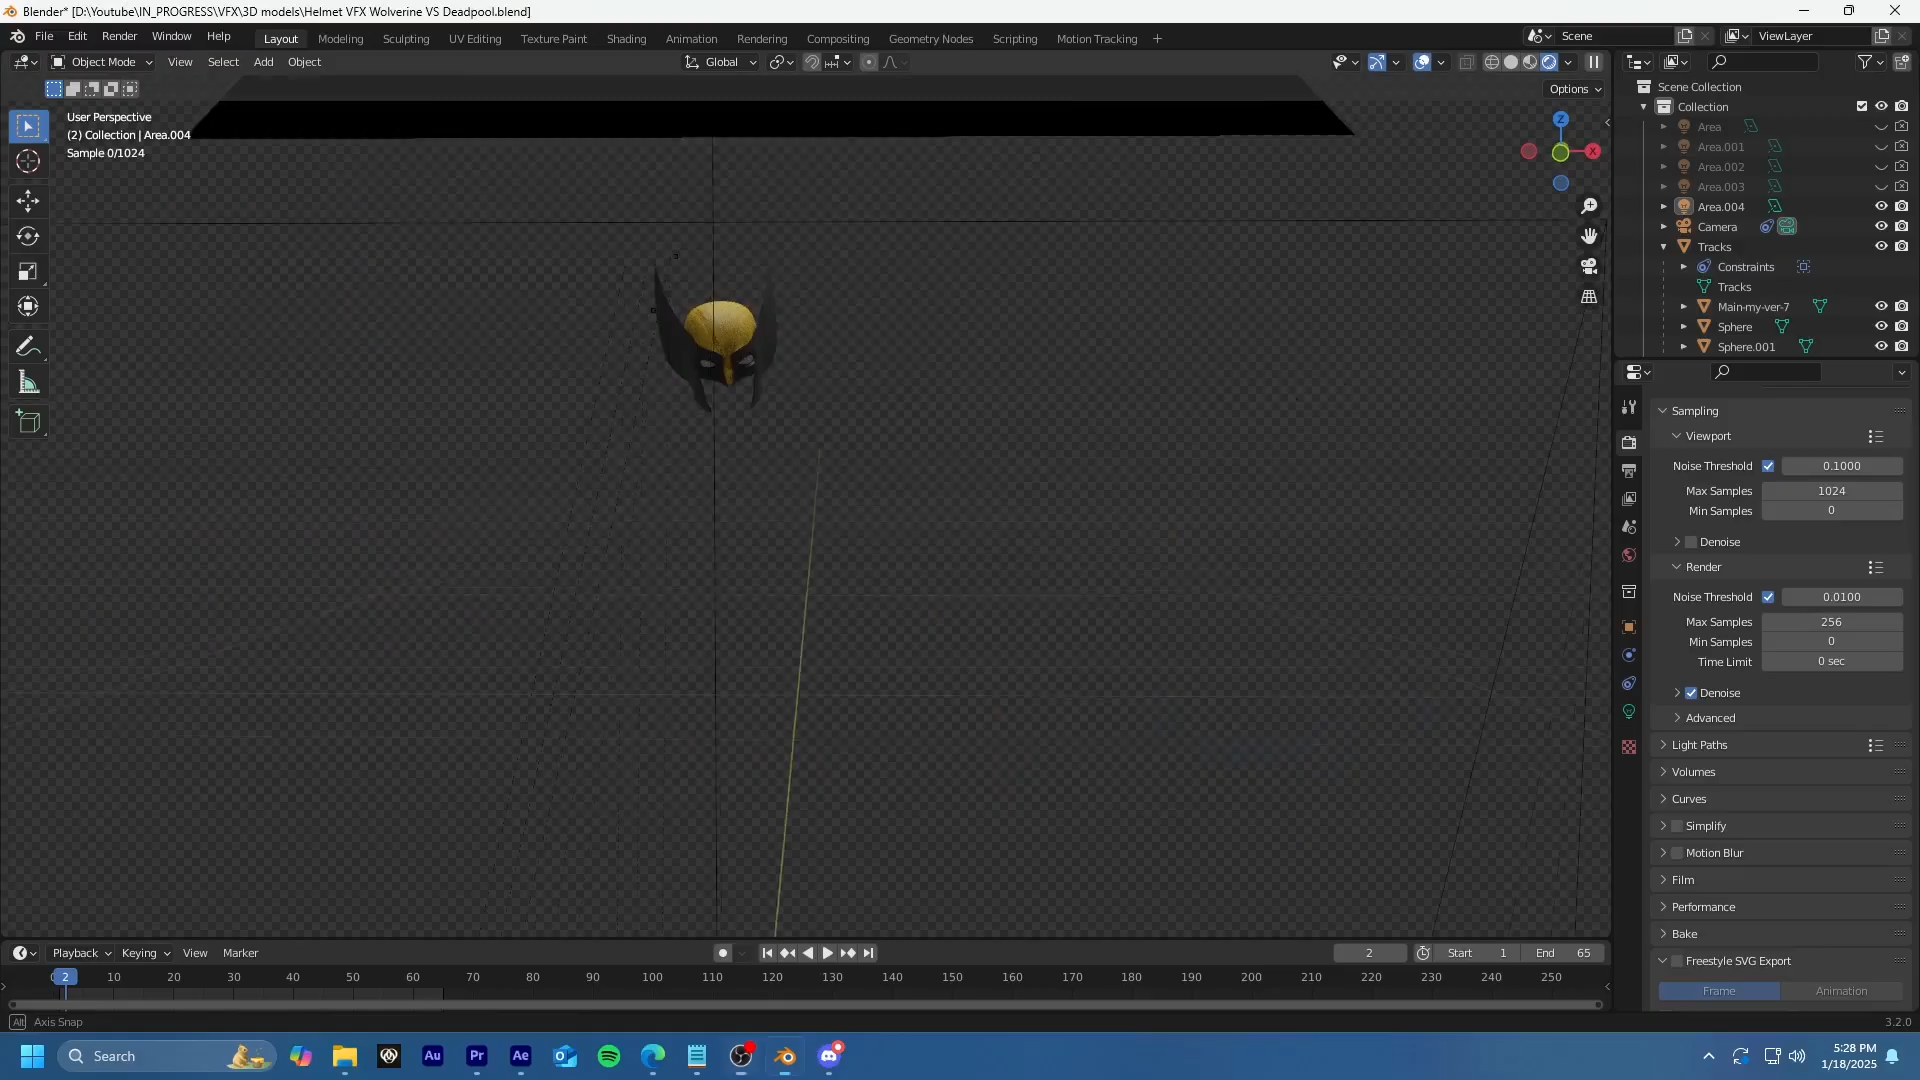 Blender* [D:\Youtube\IN_PROGRESS\VFX\3D models\Helmet VFX Wolverine VS Deadpool.blend]
File Edit Render Window Help Layout Modeling Sculpting UV Editing Texture Paint Shading Animation Rendering Compositing Geometry Nodes Scripting Motion Tracking + Scene ViewLayer
Object Mode View Select Add Object Global
Options
User Perspective
(2) Collection | Area.004
Sample 0/1024
Z
X
Scene Collection
Collection
Area
Area.001
Area.002
Area.003
Area.004
Camera
Tracks
Constraints
Tracks
Main-my-ver-7
Sphere
Sphere.001
Sampling
Viewport
Noise Threshold 0.1000
Max Samples 1024
Min Samples 0
Denoise
Render
Noise Threshold 0.0100
Max Samples 256
Min Samples 0
Time Limit 0 sec
Denoise
Advanced
Light Paths
Volumes
Curves
Simplify
Motion Blur
Film
Performance
Bake
Freestyle SVG Export
Frame Animation
Playback Keying View Marker 2 Start 1 End 65
0 2 10 20 30 40 50 60 70 80 90 100 110 120 130 140 150 160 170 180 190 200 210 220 230 240 250
Alt Axis Snap 3.2.0
Search Au Pr Ae 5:28 PM
1/18/2025